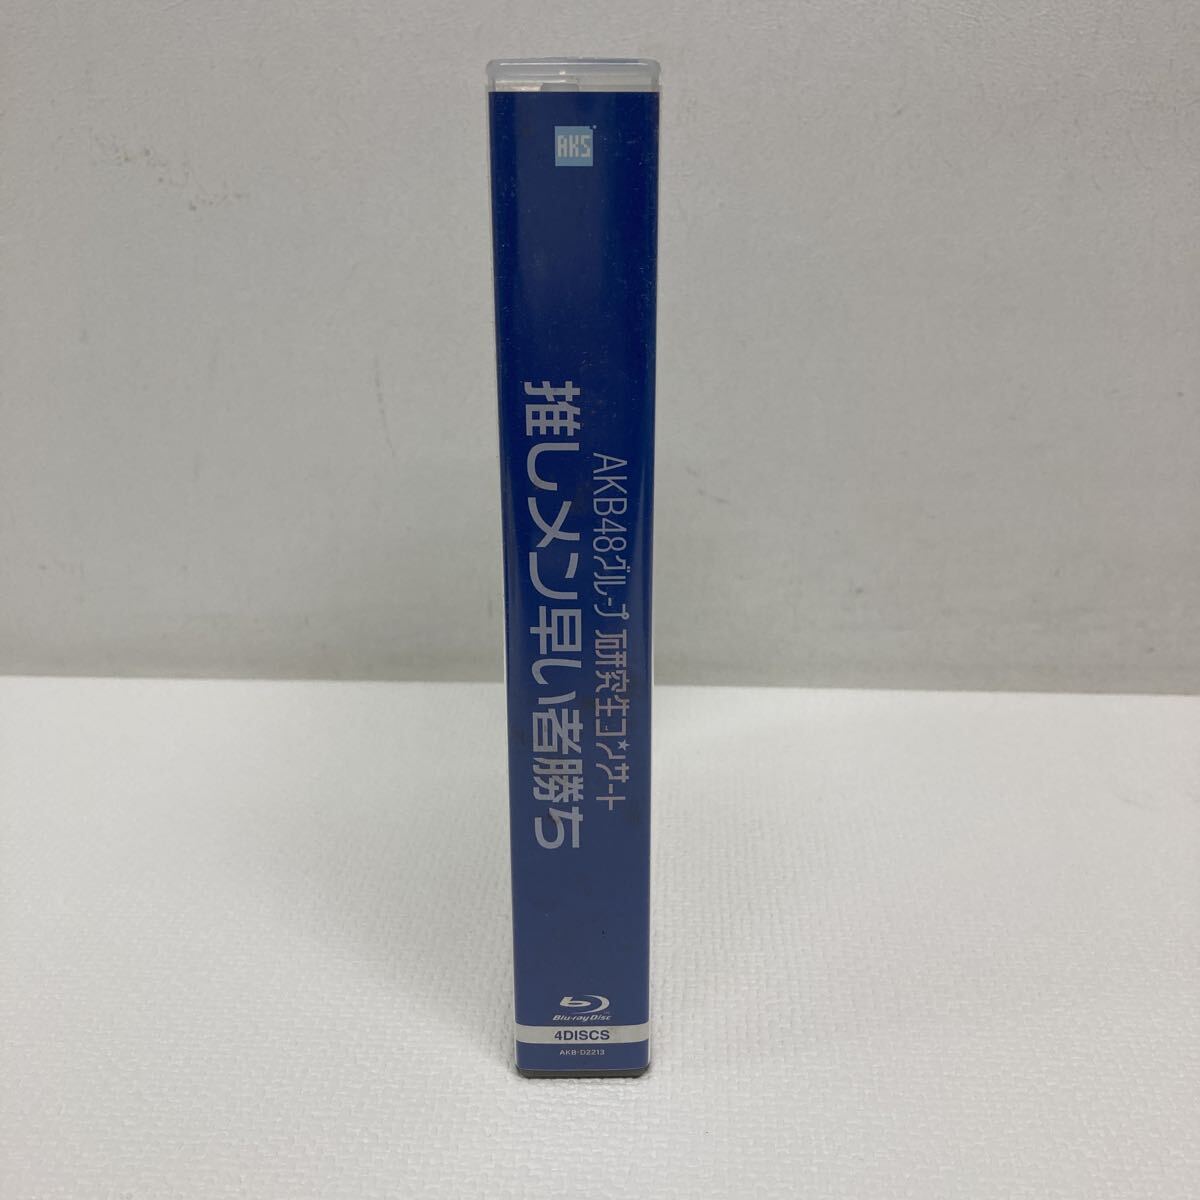 AKS
AKB48グループ 研究生コンサート
推しメン早い者勝ち
Blu-ray Disc
4DISCS
AKB-D2213